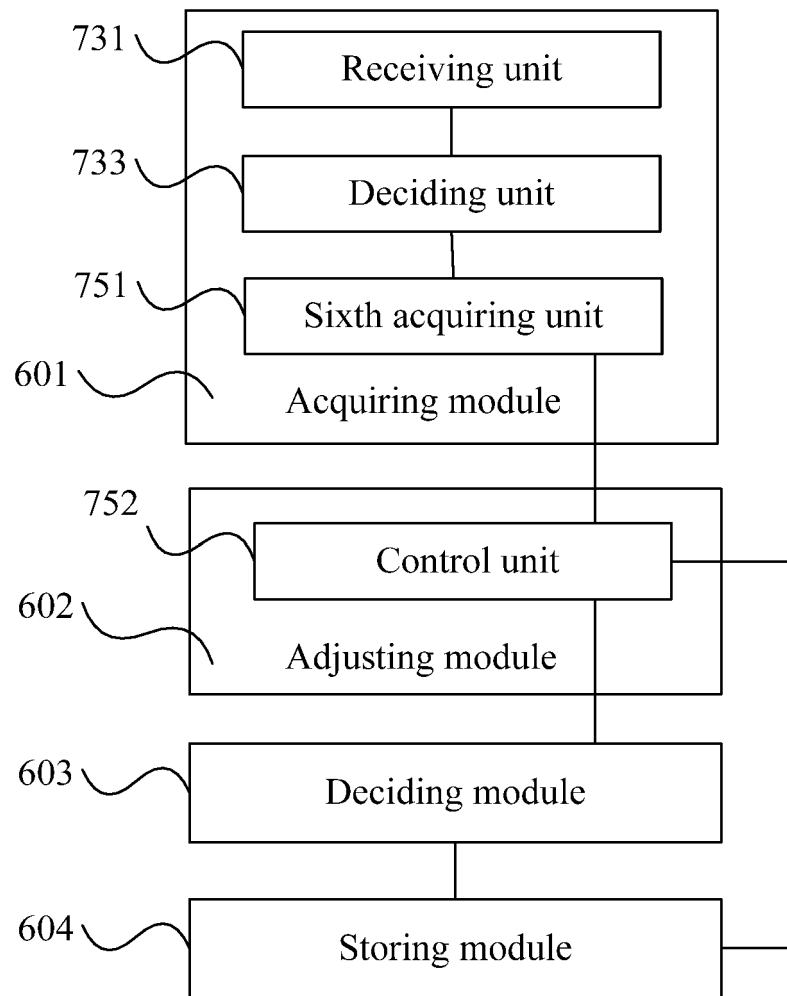 731
Receiving unit
733
Deciding unit
751
Sixth acquiring unit
601
Acquiring module
752
Control unit
602
Adjusting module
603
Deciding module
604
Storing module